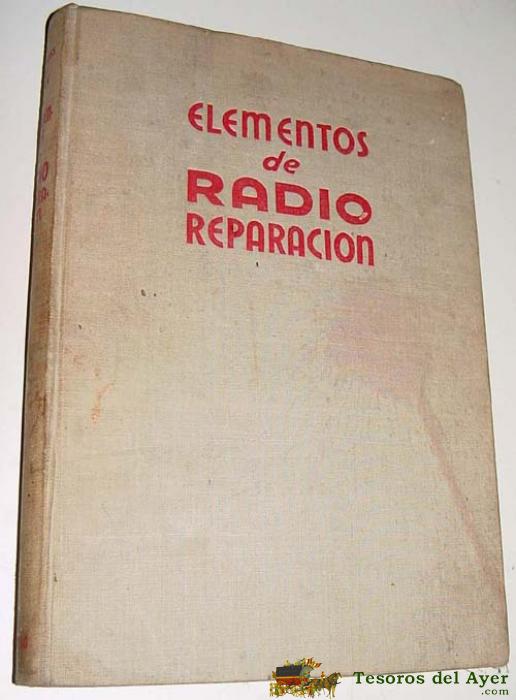 ELEMENTOS
de
RADIO
REPARACION
Tesoros del Ayer
.com